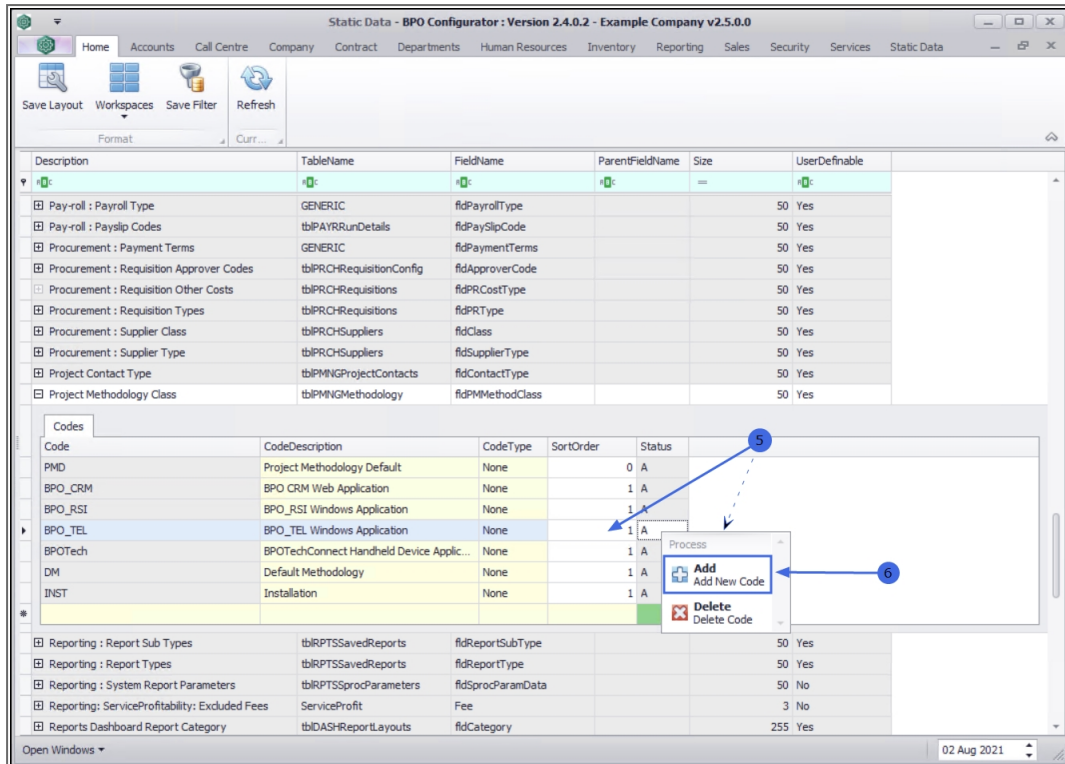 Static Data - BPO Configurator : Version 2.4.0.2 - Example Company v2.5.0.0
Home Accounts Call Centre Company Contract Departments Human Resources Inventory Reporting Sales Security Services Static Data
Save Layout Workspaces Save Filter Refresh
Format Curr...
Description TableName FieldName ParentFieldName Size UserDefinable
ABC ABC ABC ABC = ABC
Pay-roll : Payroll Type GENERIC fldPayrollType 50 Yes
Pay-roll : Payslip Codes tblPAYRRunDetails fldPaySlipCode 50 Yes
Procurement : Payment Terms GENERIC fldPaymentTerms 50 Yes
Procurement : Requisition Approver Codes tblPRCHRequisitionConfig fldApproverCode 50 Yes
Procurement : Requisition Other Costs tblPRCHRequisitions fldPRCostType 50 Yes
Procurement : Requisition Types tblPRCHRequisitions fldPRType 50 Yes
Procurement : Supplier Class tblPRCHSuppliers fldClass 50 Yes
Procurement : Supplier Type tblPRCHSuppliers fldSupplierType 50 Yes
Project Contact Type tblPMNGProjectContacts fldContactType 50 Yes
Project Methodology Class tblPMNGMethodology fldPMMethodClass 50 Yes
Codes
Code CodeDescription CodeType SortOrder Status
5
PMD Project Methodology Default None 0 A
BPO_CRM BPO CRM Web Application None 1 A
BPO_RSI BPO_RSI Windows Application None 1 A
BPO_TEL BPO_TEL Windows Application None 1 A
BPOTech BPOTechConnect Handheld Device Applic... None 1 A
DM Default Methodology None 1 A
INST Installation None 1 A
Process
Add
Add New Code
6
Delete
Delete Code
Reporting : Report Sub Types tblRPTSSavedReports fldReportSubType 50 Yes
Reporting : Report Types tblRPTSSavedReports fldReportType 50 Yes
Reporting : System Report Parameters tblRPTSSprocParameters fldSprocParamData 50 No
Reporting: ServiceProfitability: Excluded Fees ServiceProfit Fee 3 No
Reports Dashboard Report Category tblDASHReportLayouts fldCategory 255 Yes
Open Windows 02 Aug 2021